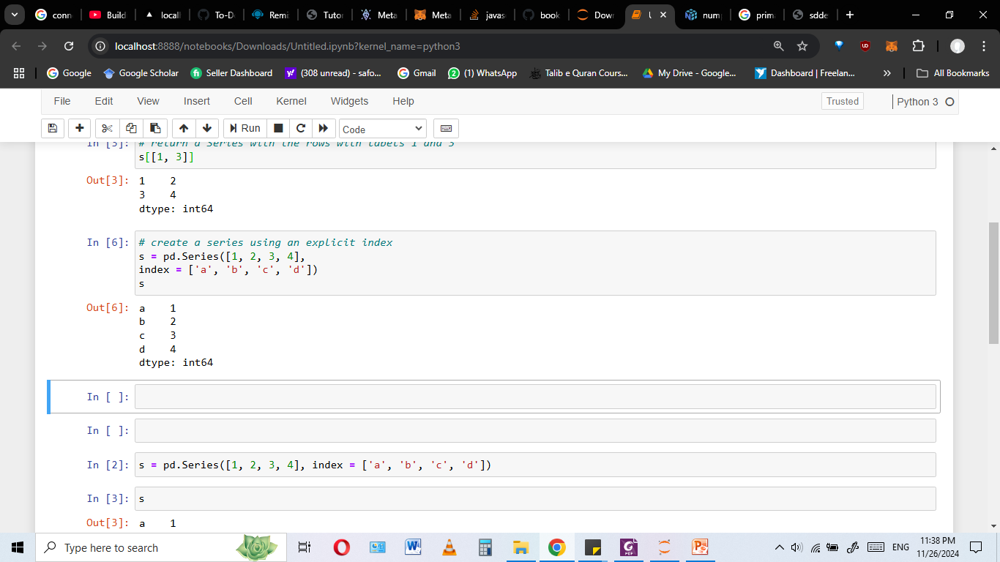 conn
Build
locall
To-D
Remi
Tutor
Meta
Meta
javas
book
Down
U
num
prim
sdde
localhost:8888/notebooks/Downloads/Untitled.ipynb?kernel_name=python3
Google
Google Scholar
Seller Dashboard
(308 unread) - safo...
Gmail
(1) WhatsApp
Talib e Quran Cours...
My Drive - Google...
Dashboard | Freelan...
»
All Bookmarks
File Edit View Insert Cell Kernel Widgets Help Trusted Python 3
Run Code
In [3]: # return a Series with the rows with labels 1 and 3
s[[1, 3]]
Out[3]: 1 2
3 4
dtype: int64
In [6]: # create a series using an explicit index
s = pd.Series([1, 2, 3, 4],
index = ['a', 'b', 'c', 'd'])
s
Out[6]: a 1
b 2
c 3
d 4
dtype: int64
In [ ]:
In [ ]:
In [2]: s = pd.Series([1, 2, 3, 4], index = ['a', 'b', 'c', 'd'])
In [3]: s
Out[3]: a 1
Type here to search
ENG
11:38 PM
11/26/2024